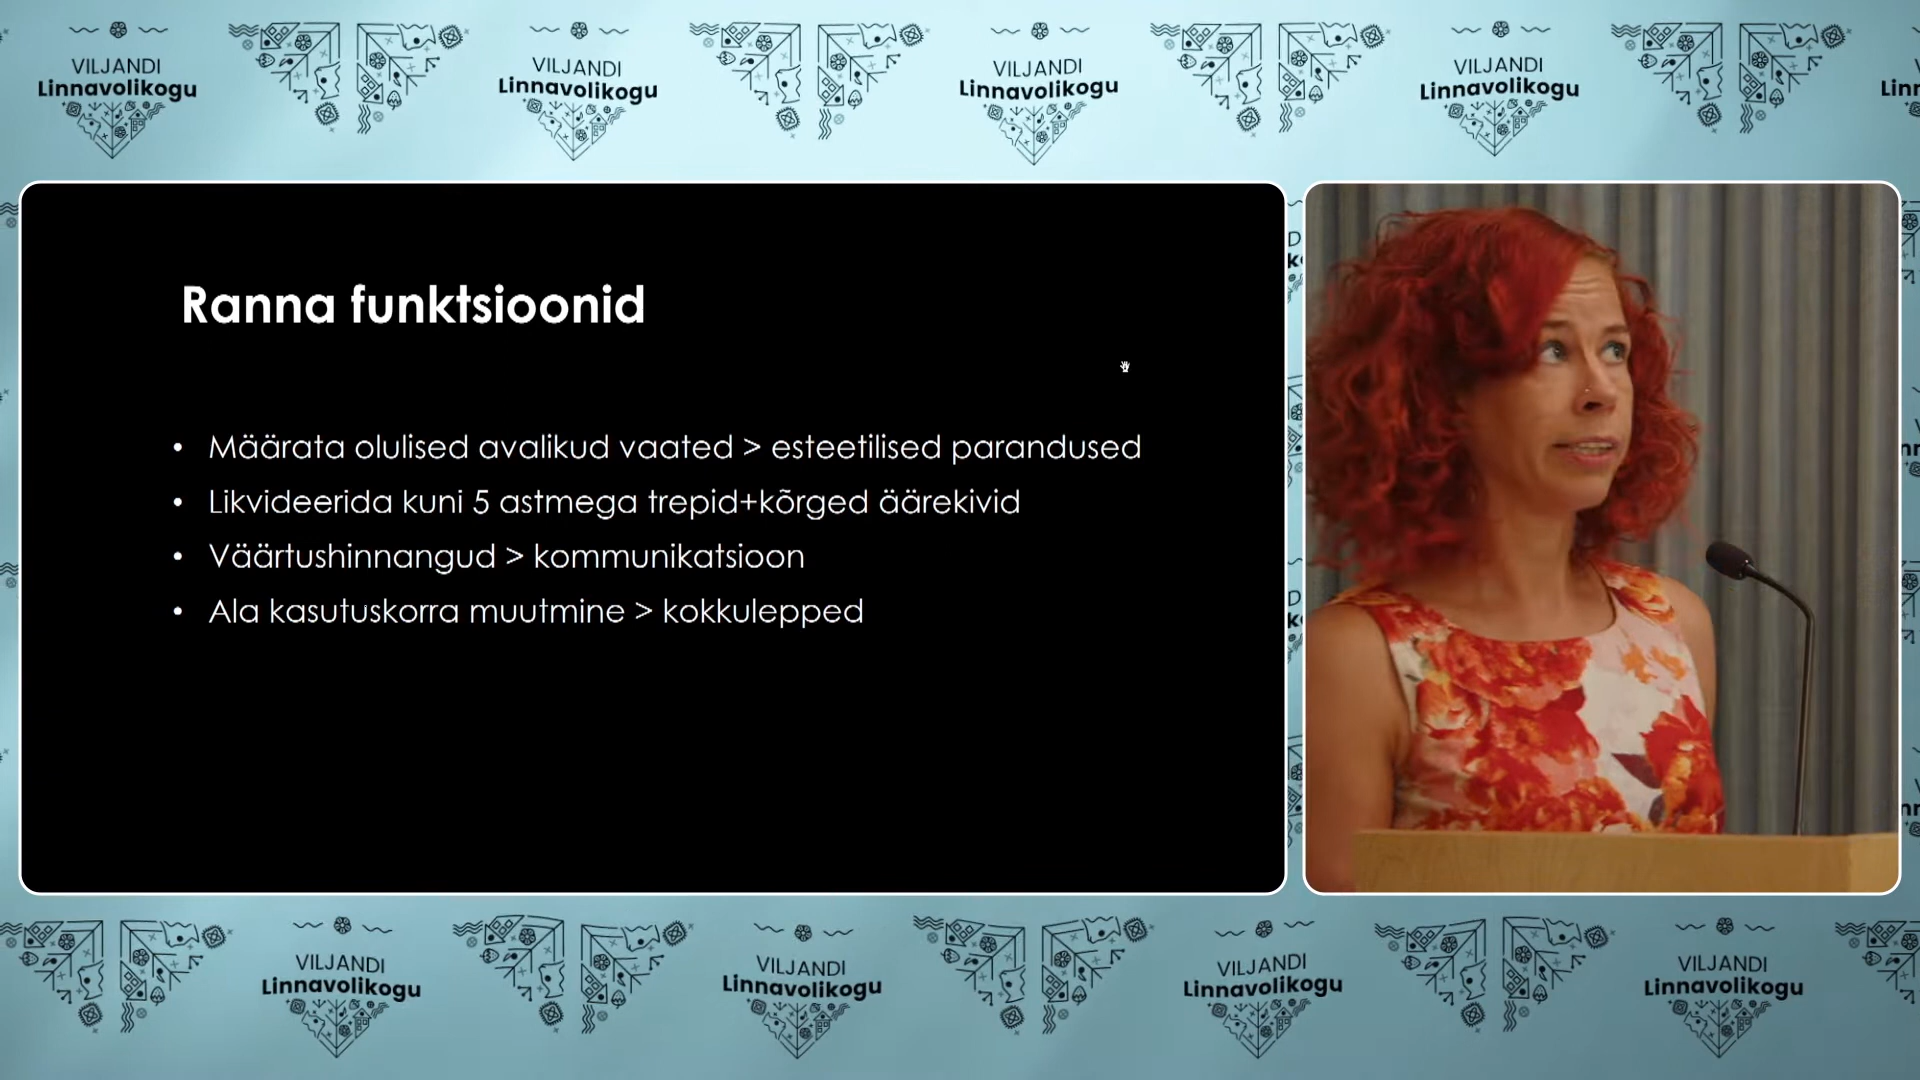 VILJANDI
Linnavolikogu
VILJANDI
Linnavolikogu
VILJANDI
Linnavolikogu
VILJANDI
Linnavolikogu
Ranna funktsioonid
• Määrata olulised avalikud vaated > esteetilised parandused
• Likvideerida kuni 5 astmega trepid+kõrged äärekivid
• Väärtushinnangud > kommunikatsioon
• Ala kasutuskorra muutmine > kokkulepped
VILJANDI
Linnavolikogu
VILJANDI
Linnavolikogu
VILJANDI
Linnavolikogu
VILJANDI
Linnavolikogu